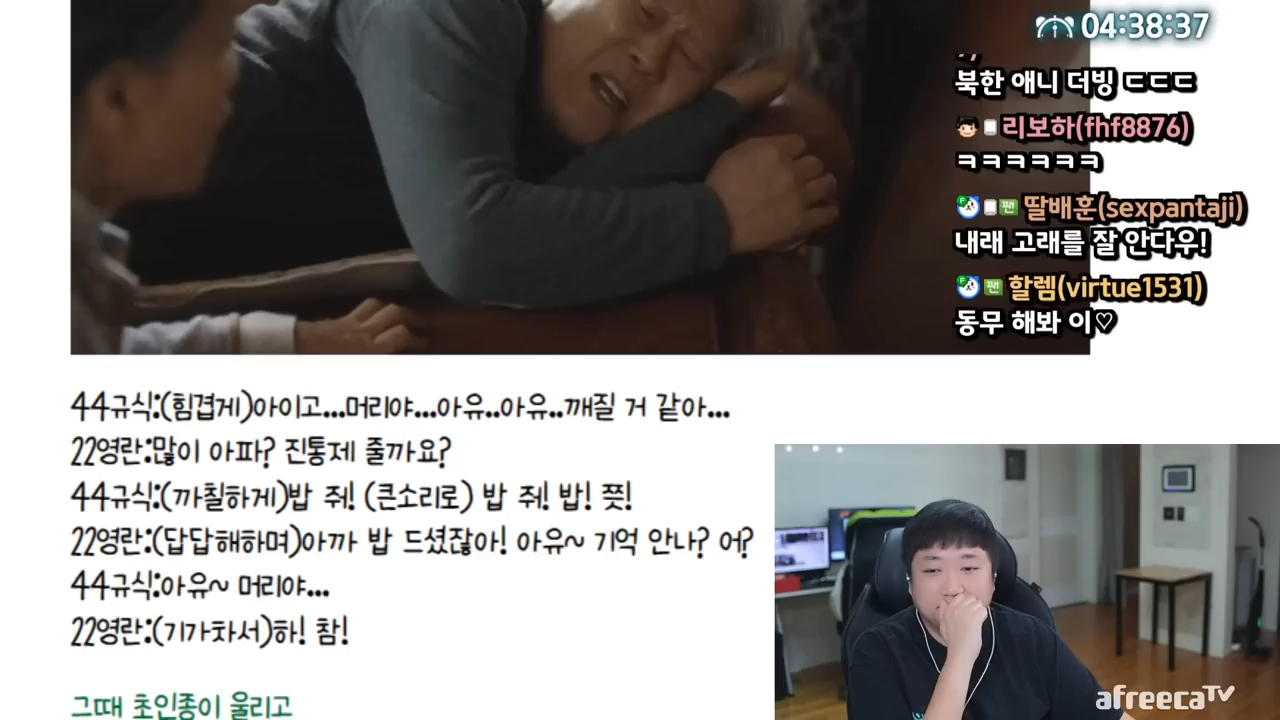 04:38:37
북한 애니 더빙 ㄷㄷㄷ
리보하(fhf8876)
ㅋㅋㅋㅋㅋㅋ
딸배훈(sexpantaji)
내래 고래를 잘 안다우!
할렘(virtue1531)
동무 해봐 이♡
44규식:(힘겹게)아이고...머리야...아유..아유..깨질 거 같아...
22영란:많이 아파? 진통제 줄까요?
44규식:(까칠하게)밥 줘! (큰소리로) 밥 줘! 밥! 쯧!
22영란:(답답해하며)아까 밥 드셨잖아! 아유~ 기억 안나? 어?
44규식:아유~ 머리야...
22영란:(기가차서)하! 참!
그때 초인종이 울리고
afreecaTV